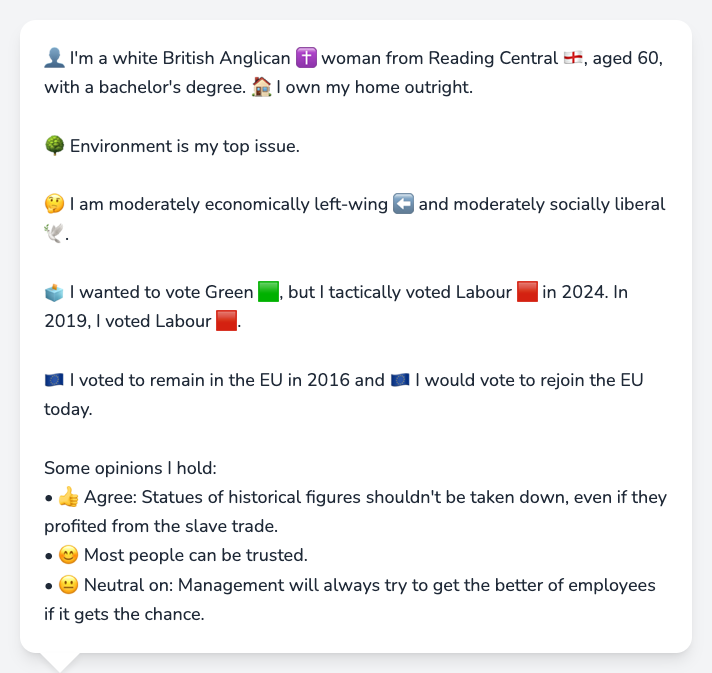 👤 I'm a white British Anglican ✝️ woman from Reading Central 🏴󠁧󠁢󠁥󠁮󠁧󠁿, aged 60,
with a bachelor's degree. 🏠 I own my home outright.
🌳 Environment is my top issue.
🤔 I am moderately economically left-wing ⬅️ and moderately socially liberal
🕊️.
🗳️ I wanted to vote Green 🟩, but I tactically voted Labour 🟥 in 2024. In
2019, I voted Labour 🟥.
🇪🇺 I voted to remain in the EU in 2016 and 🇪🇺 I would vote to rejoin the EU
today.
Some opinions I hold:
• 👍 Agree: Statues of historical figures shouldn't be taken down, even if they
profited from the slave trade.
• 😊 Most people can be trusted.
• 😐 Neutral on: Management will always try to get the better of employees
if it gets the chance.